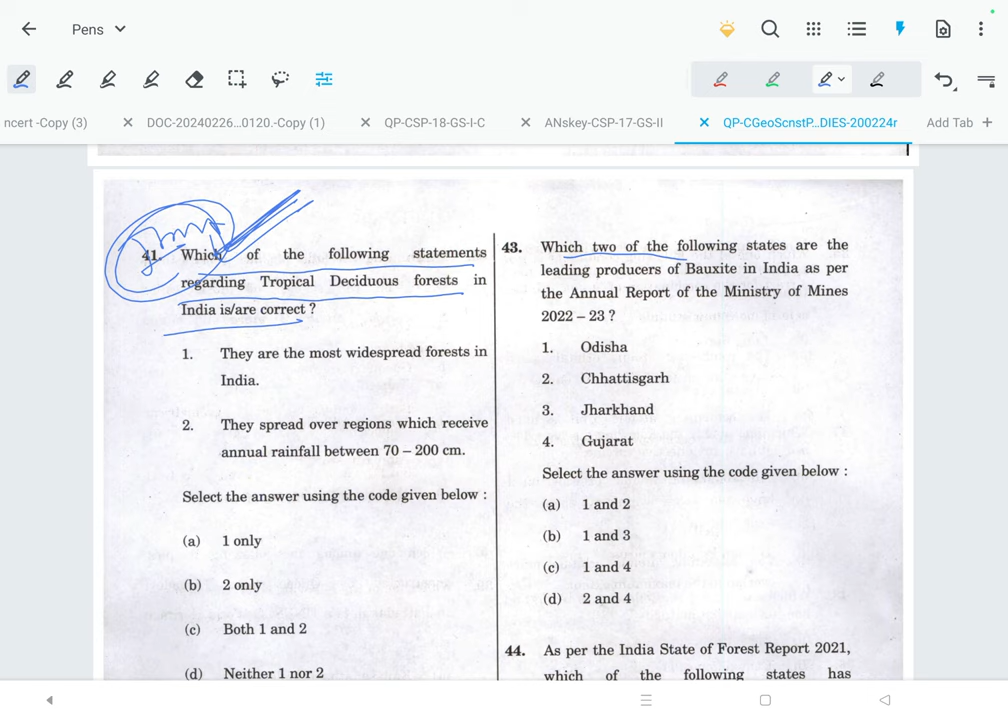 Pens
ncert -Copy (3)
DOC-20240226...0120.-Copy (1)
QP-CSP-18-GS-I-C
ANskey-CSP-17-GS-II
QP-CGeoScnstP...DIES-200224r
Add Tab
41. Which of the following statements
regarding Tropical Deciduous forests in
India is/are correct ?
1. They are the most widespread forests in
India.
2. They spread over regions which receive
annual rainfall between 70 – 200 cm.
Select the answer using the code given below :
(a) 1 only
(b) 2 only
(c) Both 1 and 2
(d) Neither 1 nor 2
43. Which two of the following states are the
leading producers of Bauxite in India as per
the Annual Report of the Ministry of Mines
2022 – 23 ?
1. Odisha
2. Chhattisgarh
3. Jharkhand
4. Gujarat
Select the answer using the code given below :
(a) 1 and 2
(b) 1 and 3
(c) 1 and 4
(d) 2 and 4
44. As per the India State of Forest Report 2021,
which of the following states has